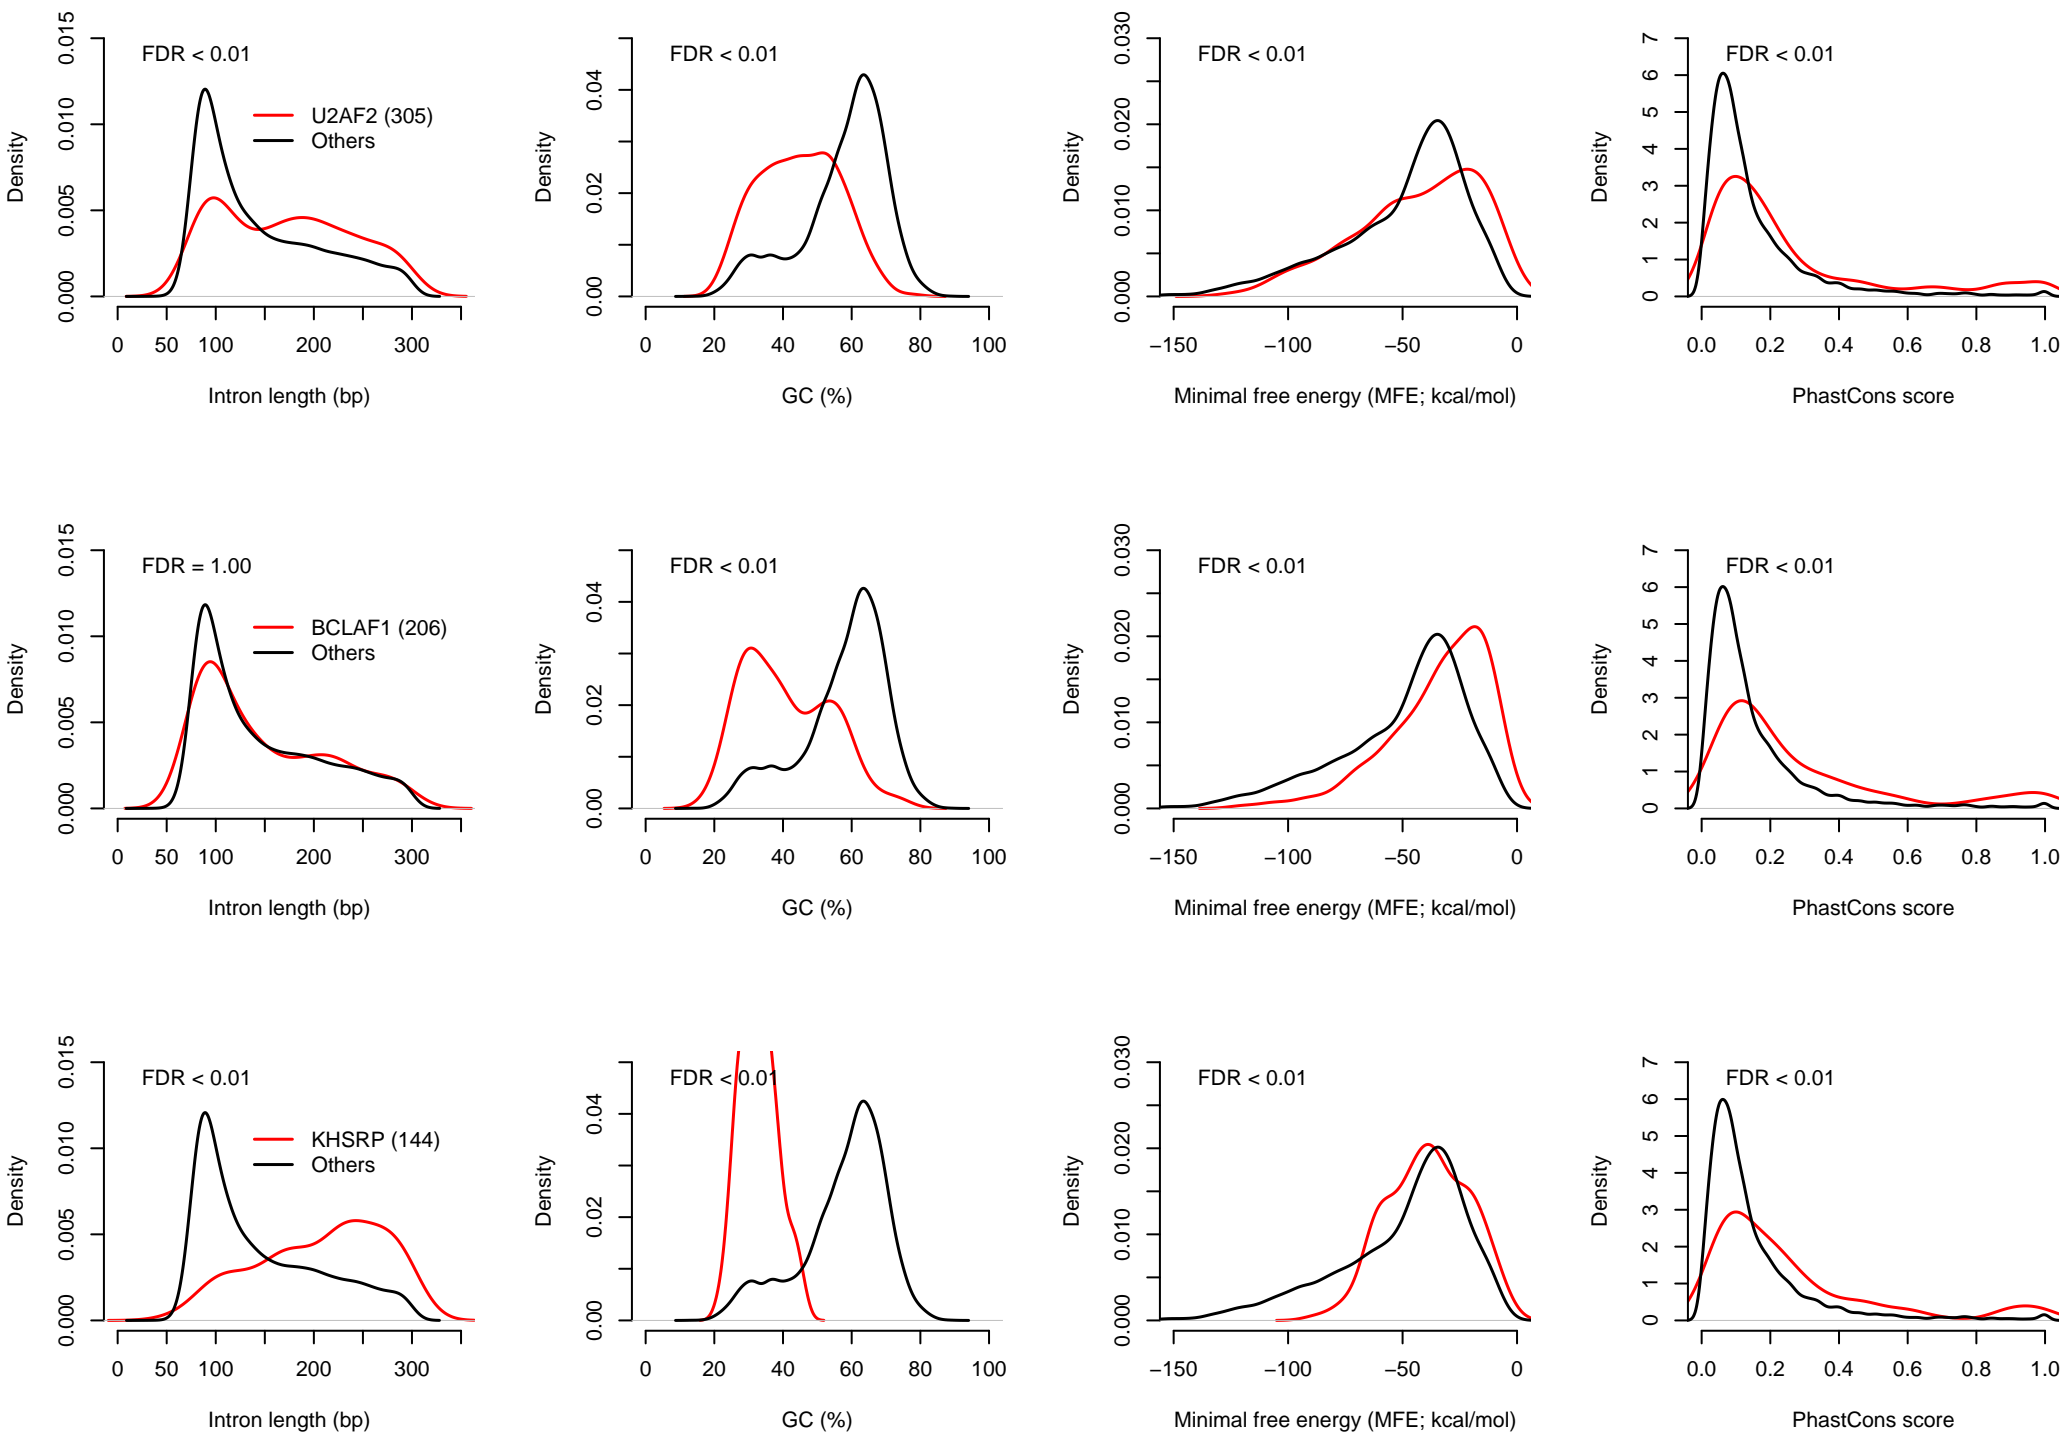 Density
0.000 0.005 0.010 0.015
FDR < 0.01
U2AF2 (305)
Others
0 50 100 200 300
Intron length (bp)
Density
0.00 0.02 0.04
FDR < 0.01
0 20 40 60 80 100
GC (%)
Density
0.000 0.010 0.020 0.030
FDR < 0.01
−150 −100 −50 0
Minimal free energy (MFE; kcal/mol)
Density
0 1 2 3 4 5 6 7
FDR < 0.01
0.0 0.2 0.4 0.6 0.8 1.0
PhastCons score
Density
0.000 0.005 0.010 0.015
FDR = 1.00
BCLAF1 (206)
Others
0 50 100 200 300
Intron length (bp)
Density
0.00 0.02 0.04
FDR < 0.01
0 20 40 60 80 100
GC (%)
Density
0.000 0.010 0.020 0.030
FDR < 0.01
−150 −100 −50 0
Minimal free energy (MFE; kcal/mol)
Density
0 1 2 3 4 5 6 7
FDR < 0.01
0.0 0.2 0.4 0.6 0.8 1.0
PhastCons score
Density
0.000 0.005 0.010 0.015
FDR < 0.01
KHSRP (144)
Others
0 50 100 200 300
Intron length (bp)
Density
0.00 0.02 0.04
FDR < 0.01
0 20 40 60 80 100
GC (%)
Density
0.000 0.010 0.020 0.030
FDR < 0.01
−150 −100 −50 0
Minimal free energy (MFE; kcal/mol)
Density
0 1 2 3 4 5 6 7
FDR < 0.01
0.0 0.2 0.4 0.6 0.8 1.0
PhastCons score